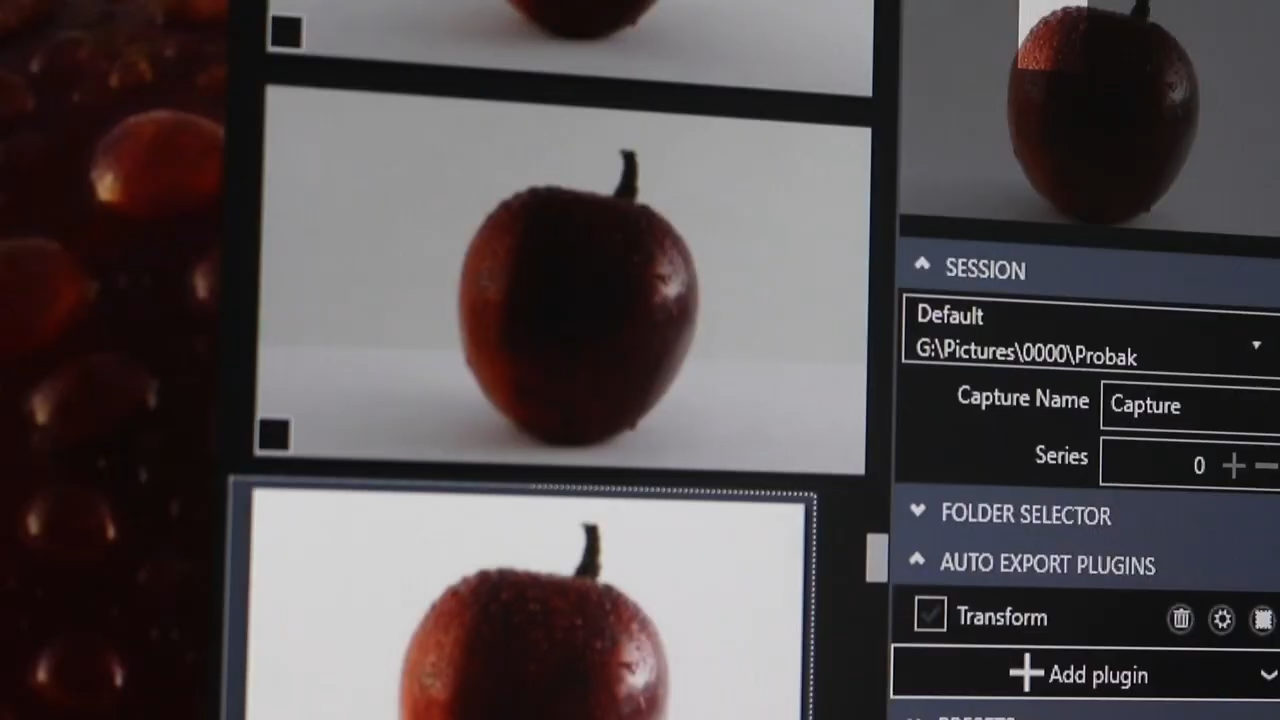 SESSION
Default
G:\Pictures\0000\Probak
Capture Name
Capture
Series
0
FOLDER SELECTOR
AUTO EXPORT PLUGINS
Transform
Add plugin